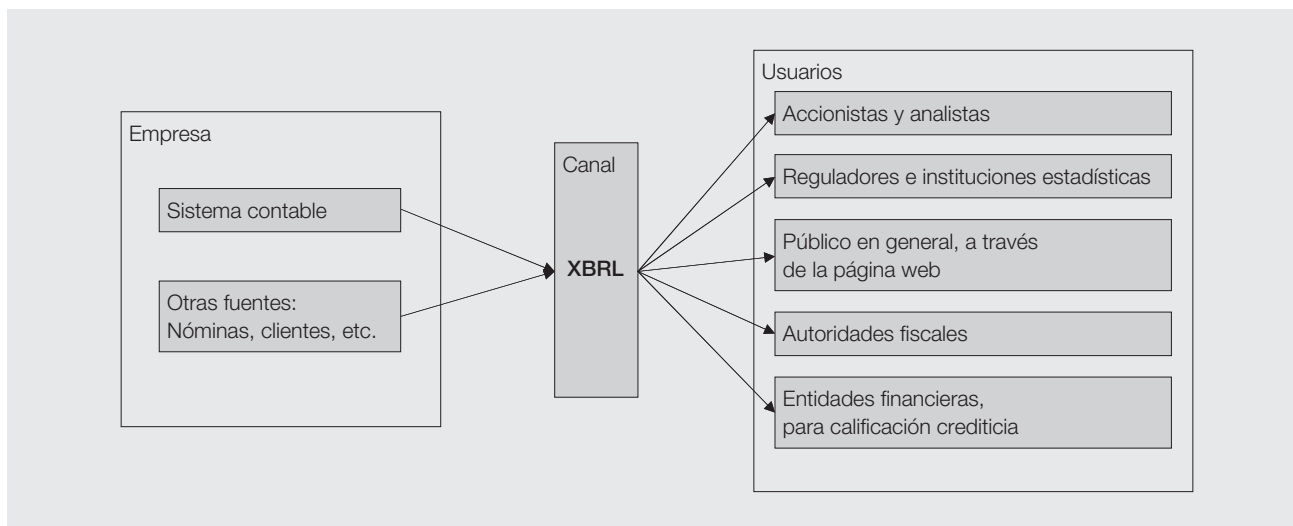 Empresa
Sistema contable
Otras fuentes:
Nóminas, clientes, etc.
Canal
XBRL
Usuarios
Accionistas y analistas
Reguladores e instituciones estadísticas
Público en general, a través
de la página web
Autoridades fiscales
Entidades financieras,
para calificación crediticia